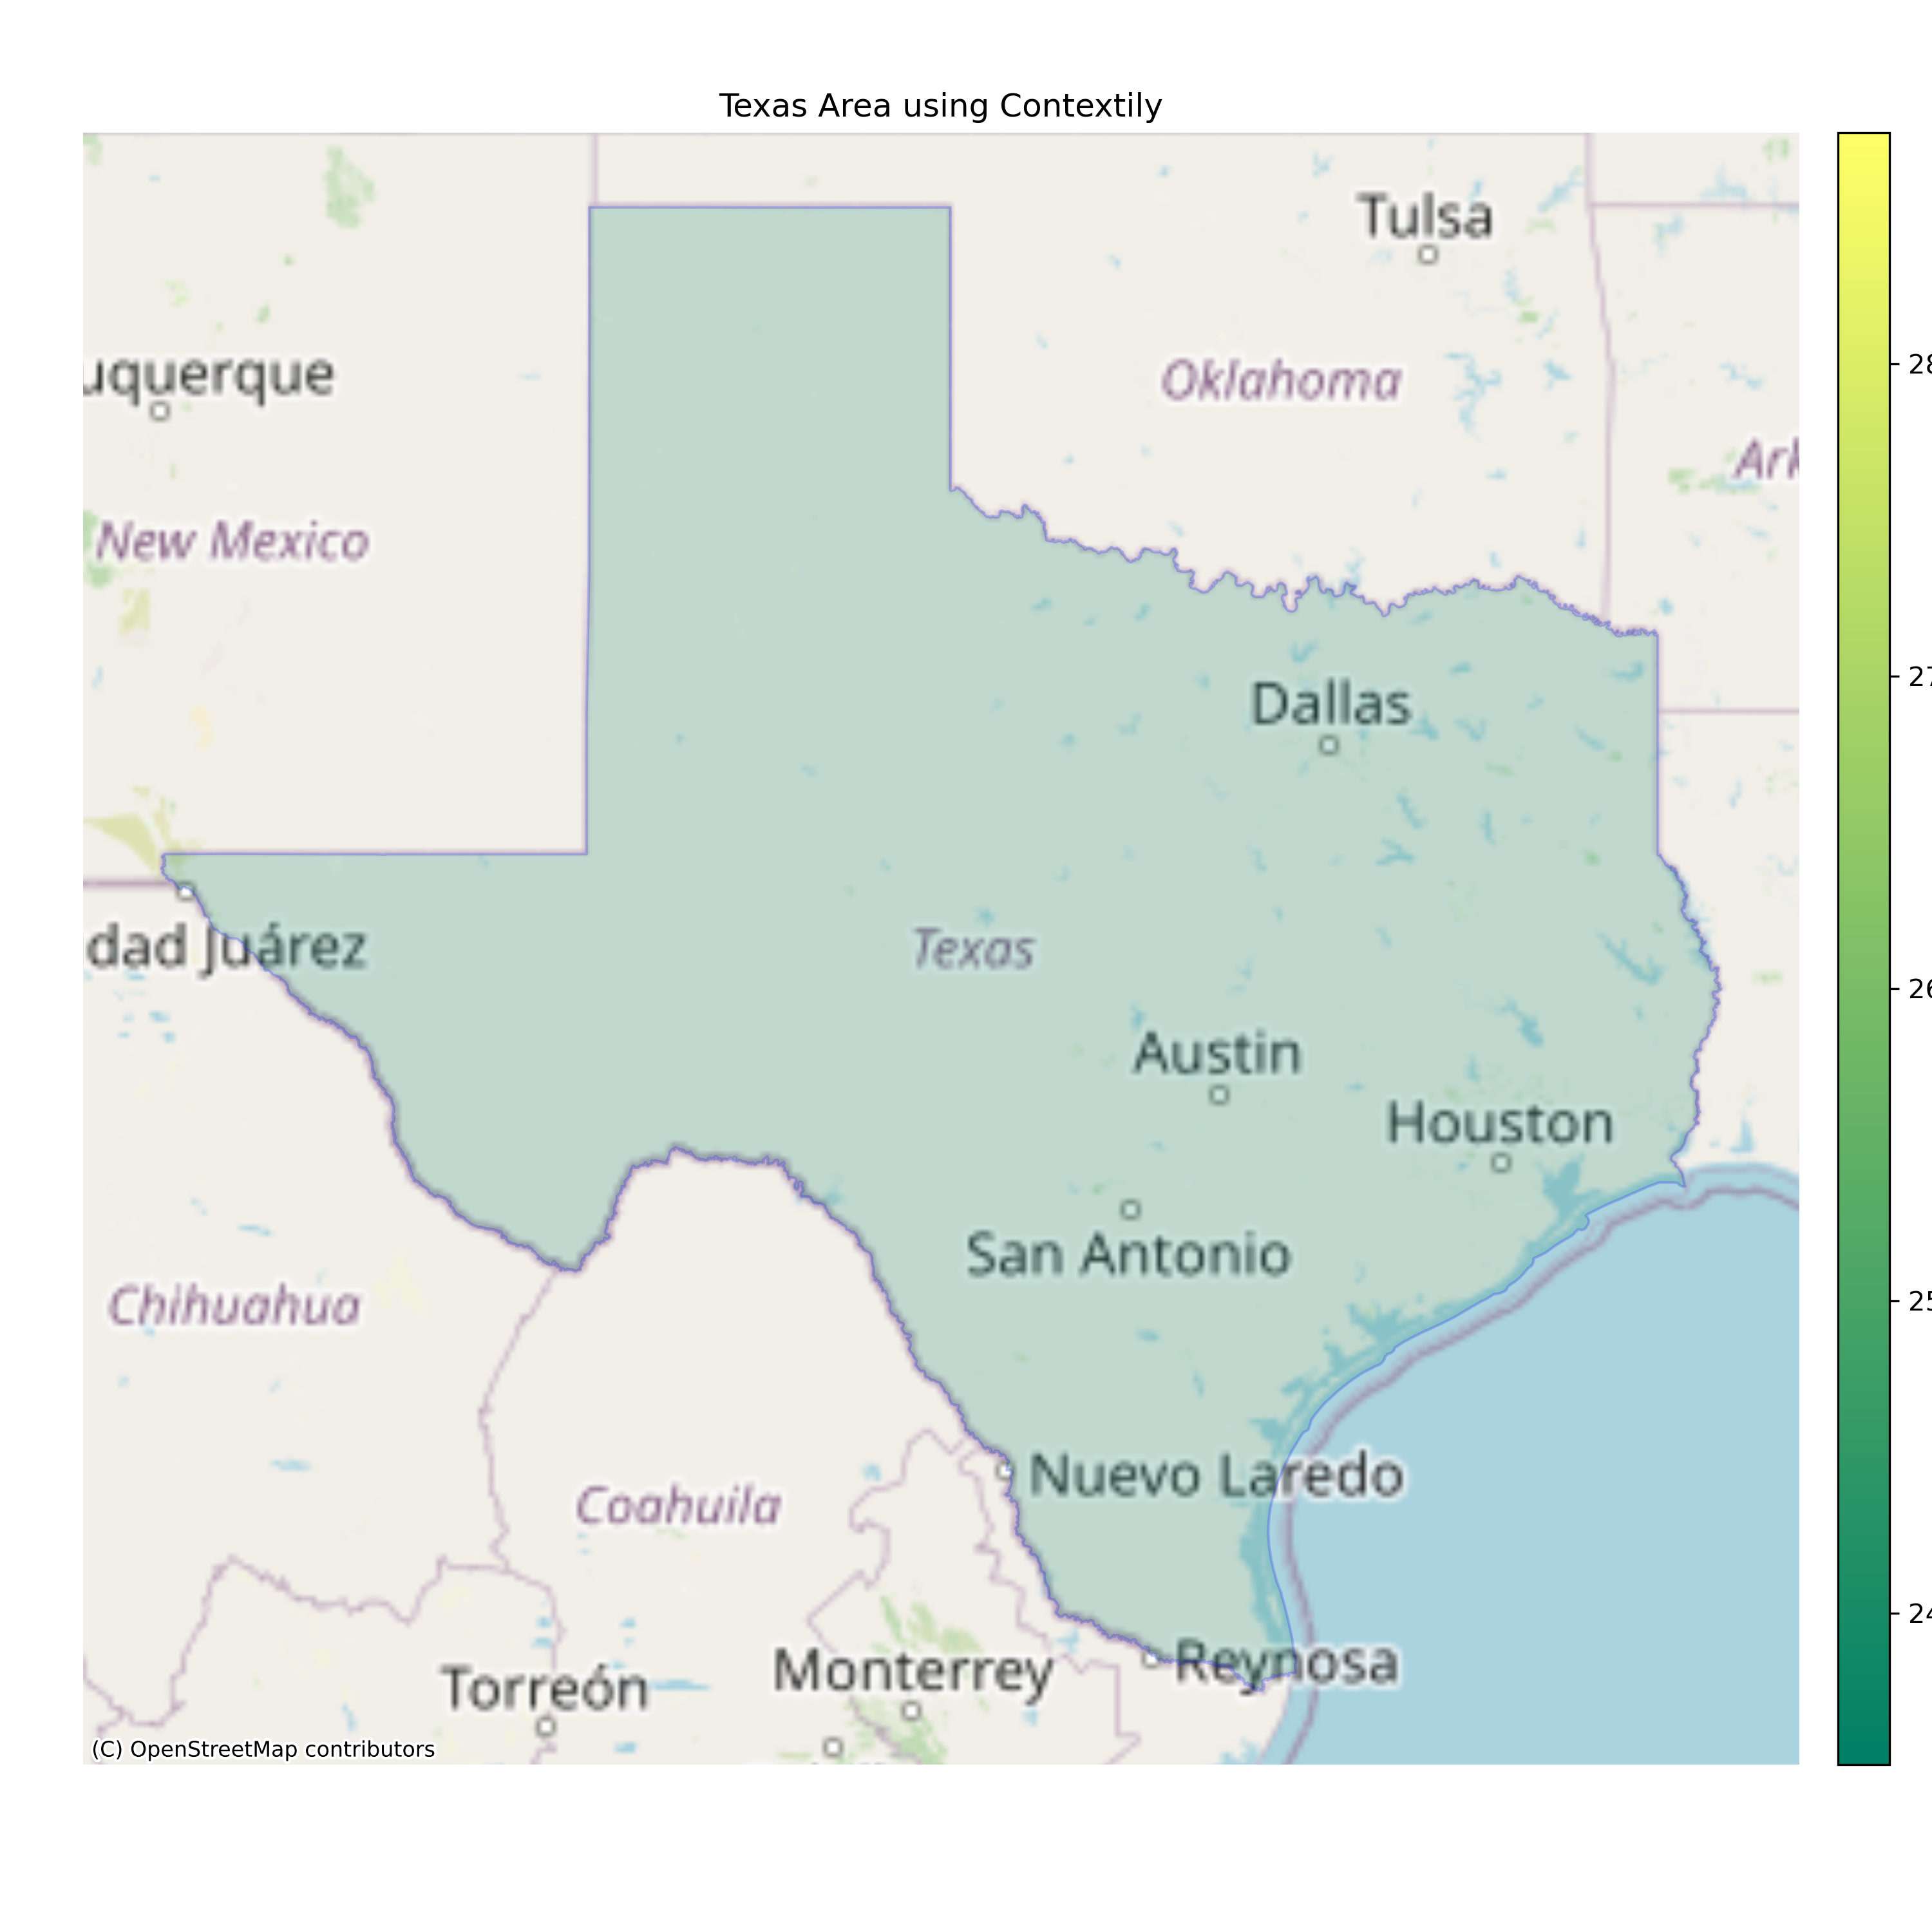 Texas Area using Contextily
Tulsa
Oklahoma
uquerque
Ark
New Mexico
Dallas
dad Juárez
Texas
Austin
Houston
San Antonio
Chihuahua
Nuevo Laredo
Coahuila
Reynosa
Monterrey
Torreón
(C) OpenStreetMap contributors
28
27
26
25
24